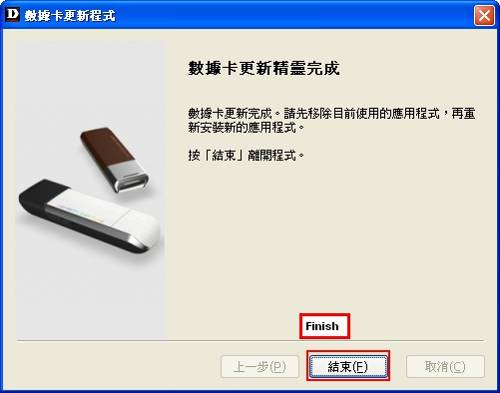 D 數據卡更新程式
數據卡更新精靈完成
數據卡更新完成。請先移除目前使用的應用程式，再重
新安裝新的應用程式。
按「結束」離開程式。
Finish
上一步(P)
結束(F)
取消(C)